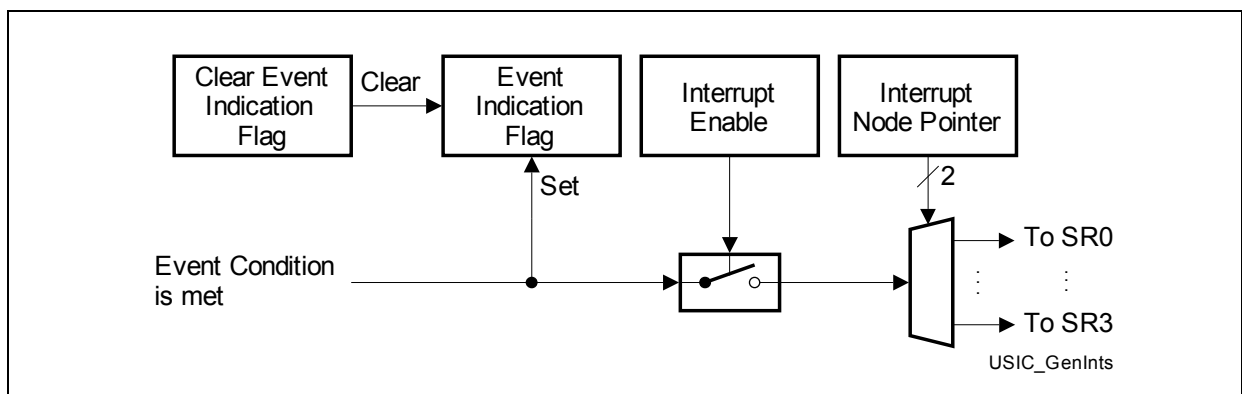 Clear Event
Indication
Flag
Clear
Event
Indication
Flag
Interrupt
Enable
Interrupt
Node Pointer
Set
2
Event Condition
is met
To SR0
To SR3
USIC_GenInts